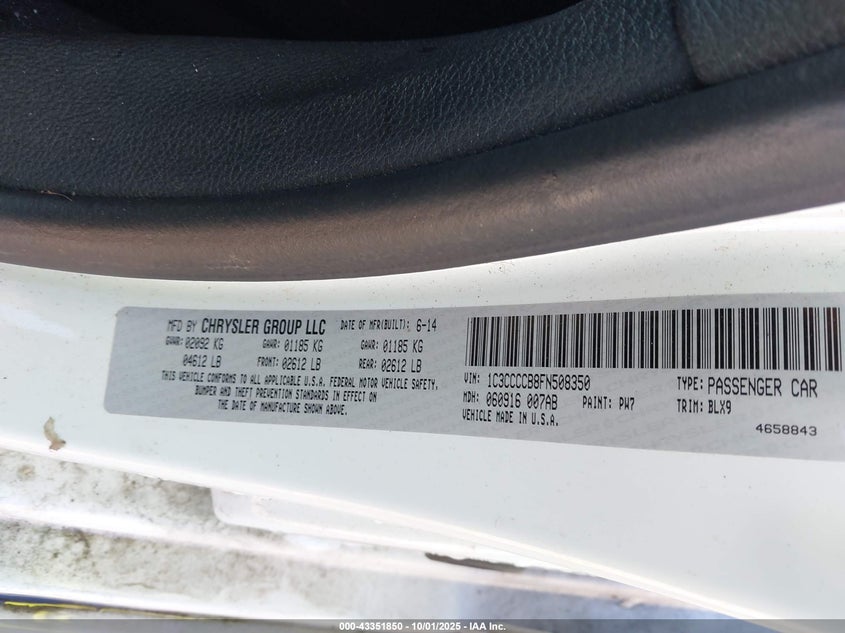 MFD BY CHRYSLER GROUP LLC DATE OF MFR(BUILT): 6-14
GVWR: 02092 KG GAWR: 01185 KG GAWR: 01185 KG
04612 LB FRONT: 02612 LB REAR: 02612 LB
THIS VEHICLE CONFORMS TO ALL APPLICABLE U.S.A. FEDERAL MOTOR VEHICLE SAFETY,
BUMPER AND THEFT PREVENTION STANDARDS IN EFFECT ON
THE DATE OF MANUFACTURE SHOWN ABOVE.
VIN: 1C3CCCCB8FN508350 TYPE: PASSENGER CAR
MDH: 060916 007AB PAINT: PW7 TRIM: BLX9
VEHICLE MADE IN U.S.A.
4658843
000-43351850 - 10/01/2025 - IAA Inc.